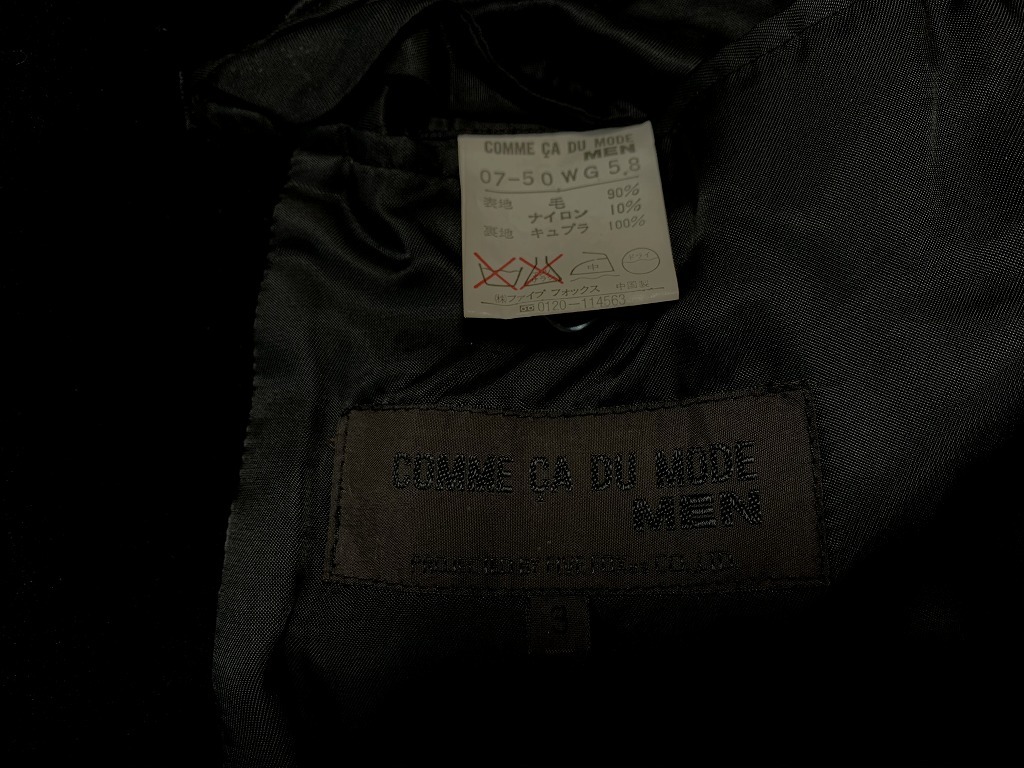 COMME ÇA DU MODE
MEN
07-50 WG 5,8
表地 毛 90%
ナイロン 10%
裏地 キュプラ 100%
中 ドライ
㈱ファイブ フォックス 中国製
0120-114563
COMME ÇA DU MODE
MEN
3